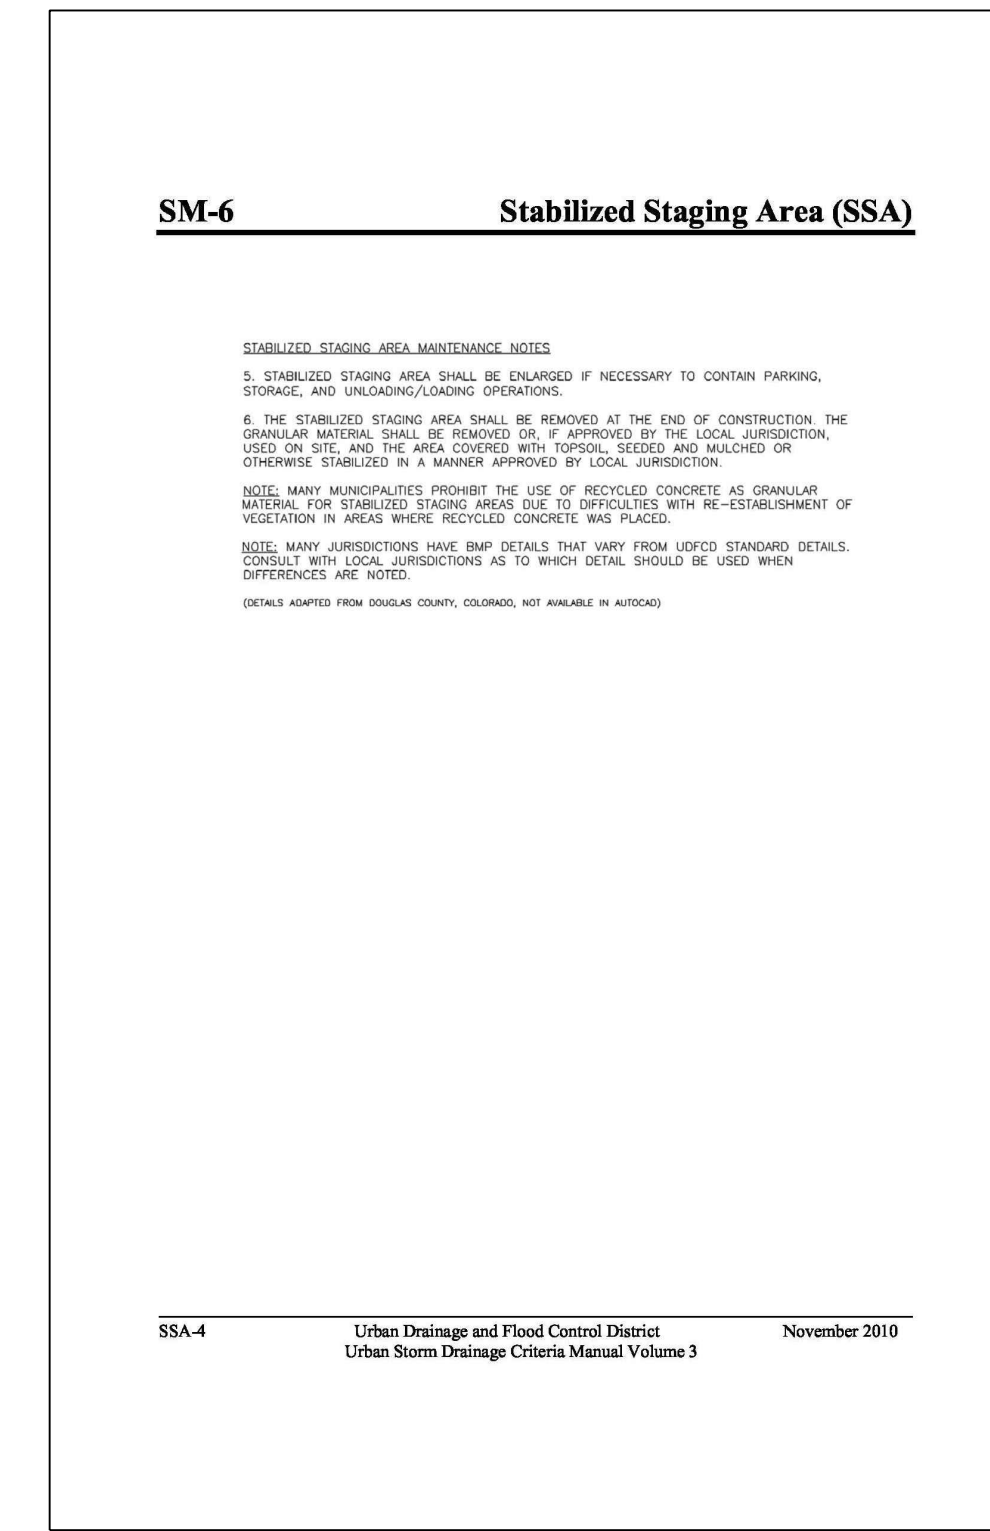 SM-6 Stabilized Staging Area (SSA)
STABILIZED STAGING AREA MAINTENANCE NOTES
5. STABILIZED STAGING AREA SHALL BE ENLARGED IF NECESSARY TO CONTAIN PARKING,
STORAGE, AND UNLOADING/LOADING OPERATIONS.
6. THE STABILIZED STAGING AREA SHALL BE REMOVED AT THE END OF CONSTRUCTION. THE
GRANULAR MATERIAL SHALL BE REMOVED OR, IF APPROVED BY THE LOCAL JURISDICTION,
USED ON SITE, AND THE AREA COVERED WITH TOPSOIL, SEEDED AND MULCHED OR
OTHERWISE STABILIZED IN A MANNER APPROVED BY LOCAL JURISDICTION.
NOTE: MANY MUNICIPALITIES PROHIBIT THE USE OF RECYCLED CONCRETE AS GRANULAR
MATERIAL FOR STABILIZED STAGING AREAS DUE TO DIFFICULTIES WITH RE-ESTABLISHMENT OF
VEGETATION IN AREAS WHERE RECYCLED CONCRETE WAS PLACED.
NOTE: MANY JURISDICTIONS HAVE BMP DETAILS THAT VARY FROM UDFCD STANDARD DETAILS.
CONSULT WITH LOCAL JURISDICTIONS AS TO WHICH DETAIL SHOULD BE USED WHEN
DIFFERENCES ARE NOTED.
(DETAILS ADAPTED FROM DOUGLAS COUNTY, COLORADO, NOT AVAILABLE IN AUTOCAD)
SSA-4 Urban Drainage and Flood Control District November 2010
Urban Storm Drainage Criteria Manual Volume 3